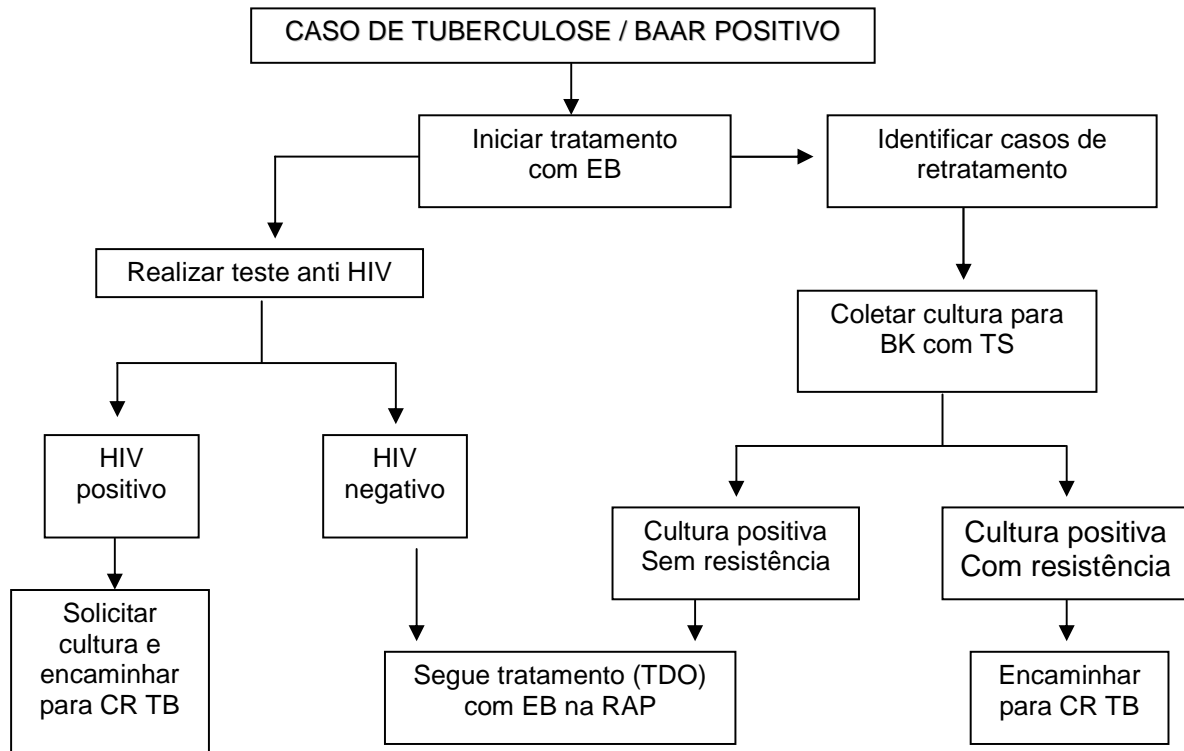 CASO DE TUBERCULOSE / BAAR POSITIVO
Iniciar tratamento
com EB
Identificar casos de
retratamento
Realizar teste anti HIV
Coletar cultura para
BK com TS
HIV
positivo
HIV
negativo
Cultura positiva
Sem resistência
Cultura positiva
Com resistência
Solicitar
cultura e
encaminhar
para CR TB
Segue tratamento (TDO)
com EB na RAP
Encaminhar
para CR TB